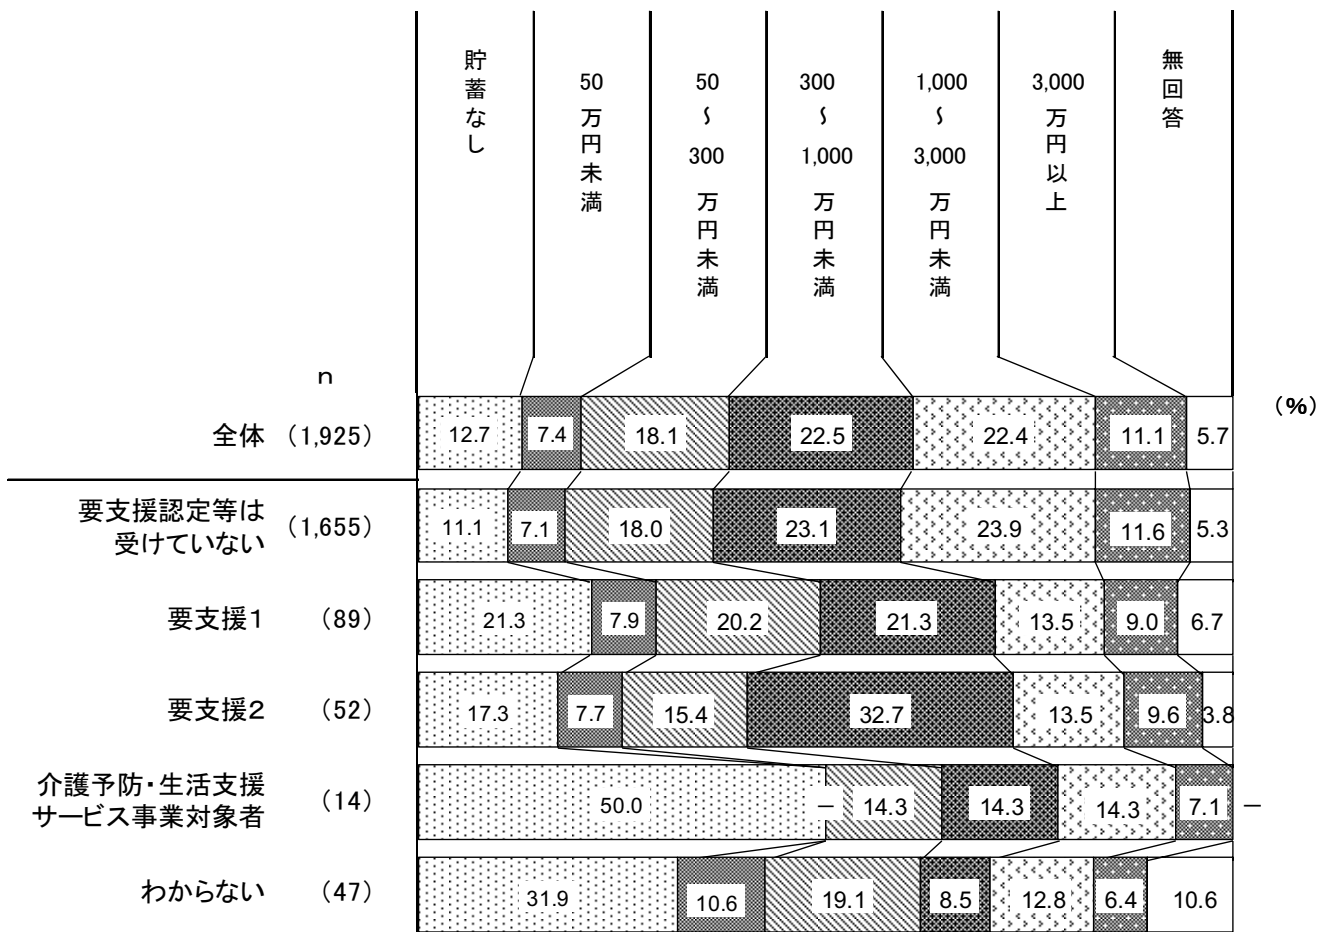 貯蓄なし
50万円未満
50～300万円未満
300～1,000万円未満
1,000～3,000万円未満
3,000万円以上
無回答
n
(%)
全体 (1,925) 12.7 7.4 18.1 22.5 22.4 11.1 5.7
要支援認定等は
受けていない (1,655) 11.1 7.1 18.0 23.1 23.9 11.6 5.3
要支援1 (89) 21.3 7.9 20.2 21.3 13.5 9.0 6.7
要支援2 (52) 17.3 7.7 15.4 32.7 13.5 9.6 3.8
介護予防・生活支援
サービス事業対象者 (14) 50.0 － 14.3 14.3 14.3 7.1 －
わからない (47) 31.9 10.6 19.1 8.5 12.8 6.4 10.6